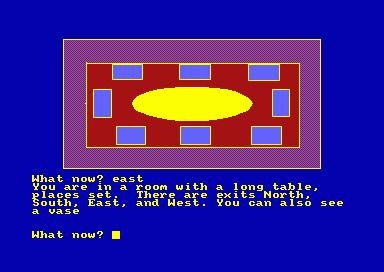 What now? east
You are in a room with a long table,
places set.  There are exits North,
South, East, and West. You can also see
a vase
What now?